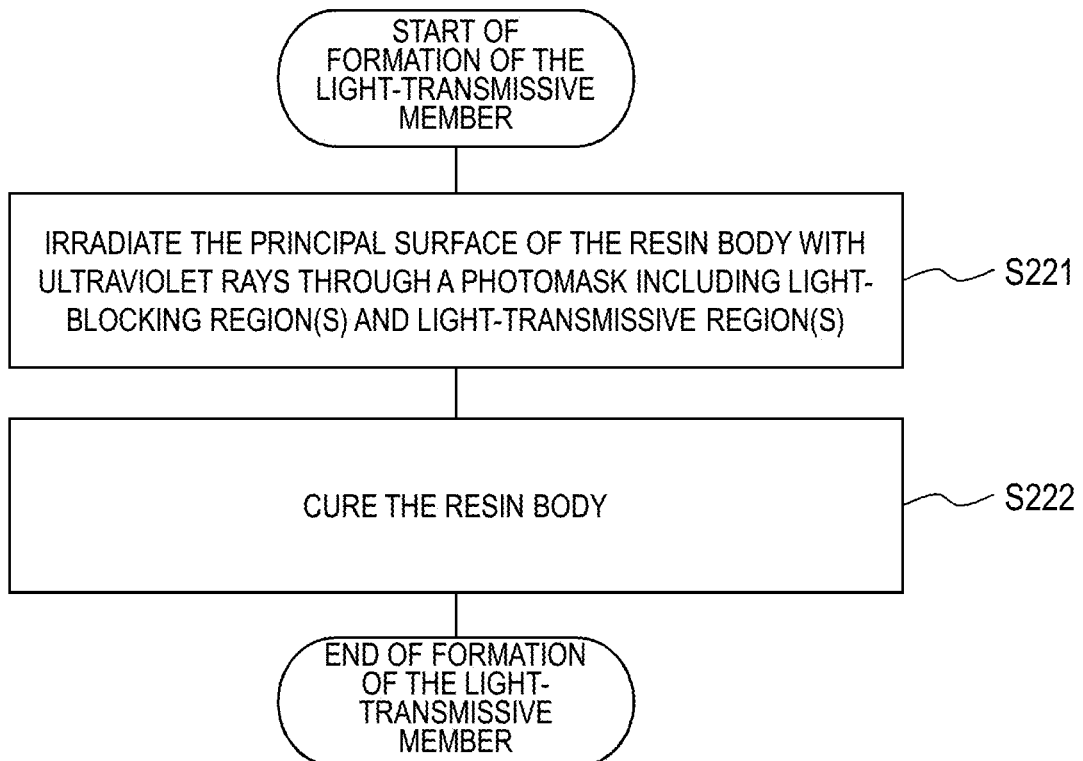 START OF
FORMATION OF THE
LIGHT-TRANSMISSIVE
MEMBER
IRRADIATE THE PRINCIPAL SURFACE OF THE RESIN BODY WITH
ULTRAVIOLET RAYS THROUGH A PHOTOMASK INCLUDING LIGHT-
BLOCKING REGION(S) AND LIGHT-TRANSMISSIVE REGION(S)
S221
CURE THE RESIN BODY
S222
END OF FORMATION
OF THE LIGHT-
TRANSMISSIVE
MEMBER